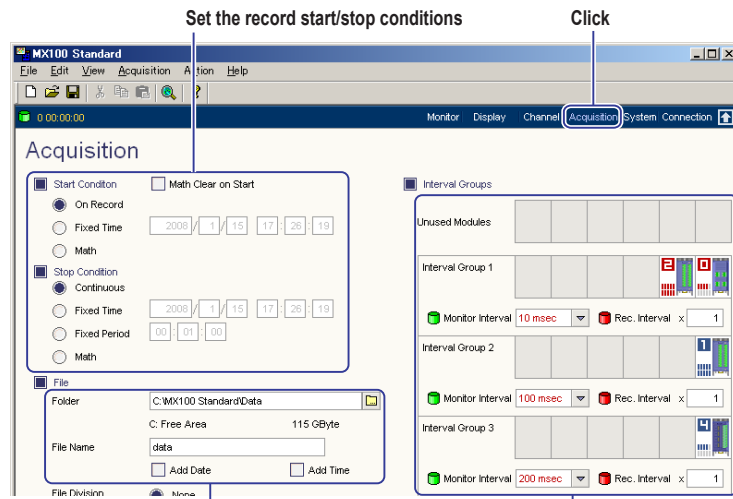 Set the record start/stop conditions
Click
MX100 Standard
File Edit View Acquisition Action Help
0 00:00:00
Monitor Display Channel Acquisition System Connection
Acquisition
Start Conditon
Math Clear on Start
On Record
Fixed Time 2008 / 1 / 15 17 : 26 : 19
Math
Stop Condition
Continuous
Fixed Time 2008 / 1 / 15 17 : 26 : 19
Fixed Period 00 : 01 : 00
Math
File
Folder C:\MX100 Standard\Data
C: Free Area 115 GByte
File Name data
Add Date Add Time
File Division None
Interval Groups
Unused Modules
Interval Group 1
2 0
Monitor Interval 10 msec Rec. Interval x 1
Interval Group 2
1
Monitor Interval 100 msec Rec. Interval x 1
Interval Group 3
4
Monitor Interval 200 msec Rec. Interval x 1